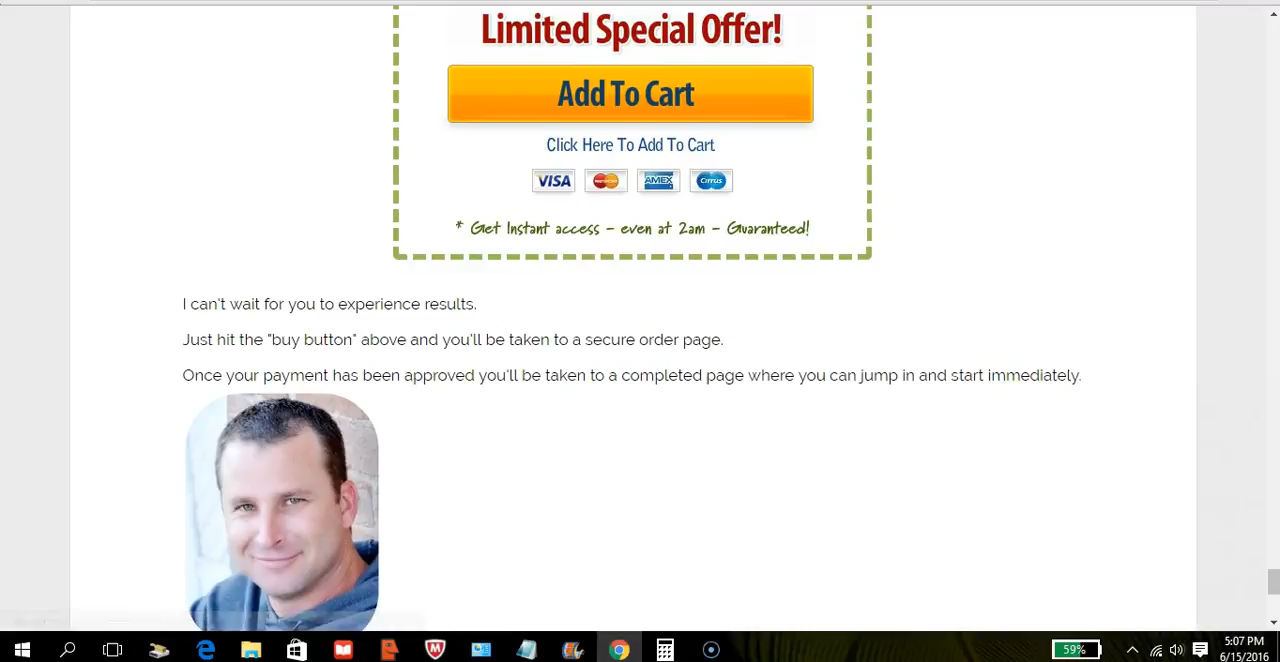 Limited Special Offer!
Add To Cart
Click Here To Add To Cart
VISA MasterCard AMEX Cirrus
* Get Instant access - even at 2am - Guaranteed!
I can't wait for you to experience results.
Just hit the "buy button" above and you'll be taken to a secure order page.
Once your payment has been approved you'll be taken to a completed page where you can jump in and start immediately.
59%
5:07 PM
6/15/2016